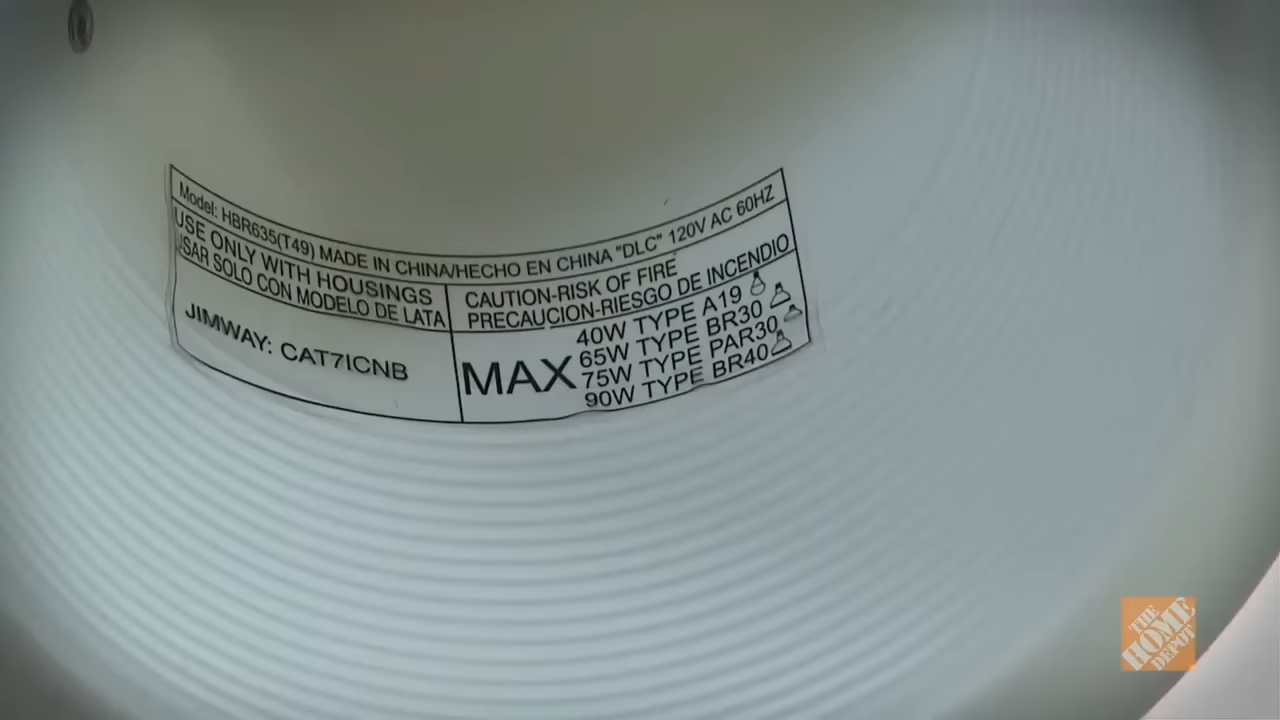 Model: HBR635(T49) MADE IN CHINA/HECHO EN CHINA "DLC" 120V AC 60HZ
USE ONLY WITH HOUSINGS
USAR SOLO CON MODELO DE LATA
JIMWAY: CAT7ICNB
CAUTION-RISK OF FIRE
PRECAUCION-RIESGO DE INCENDIO
MAX
40W TYPE A19
65W TYPE BR30
75W TYPE PAR30
90W TYPE BR40
THE
HOME
DEPOT